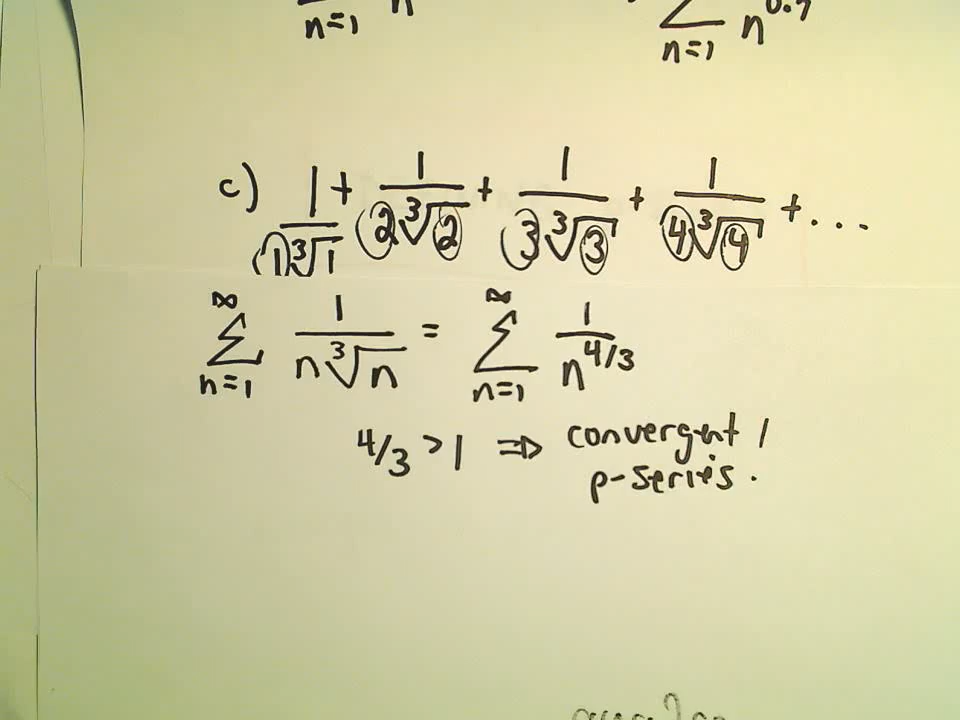 n=1 n
∑ n=1 n^0.9
c) 1/(1∛1) + 1/(2∛2) + 1/(3∛3) + 1/(4∛4) + ...
∞∑n=1 1/(n∛n) = ∞∑n=1 1/n^(4/3)
4/3 > 1 ⇒ convergent
p-series.